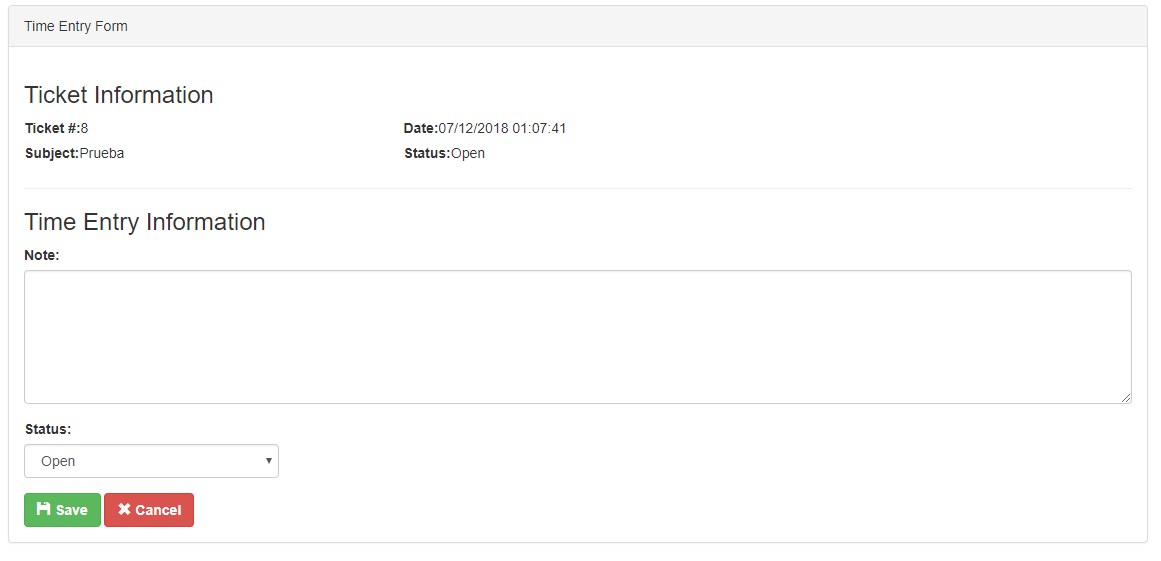 Time Entry Form
Ticket Information
Ticket #:8 Date:07/12/2018 01:07:41
Subject:Prueba Status:Open
Time Entry Information
Note:
Status:
Open
Save Cancel